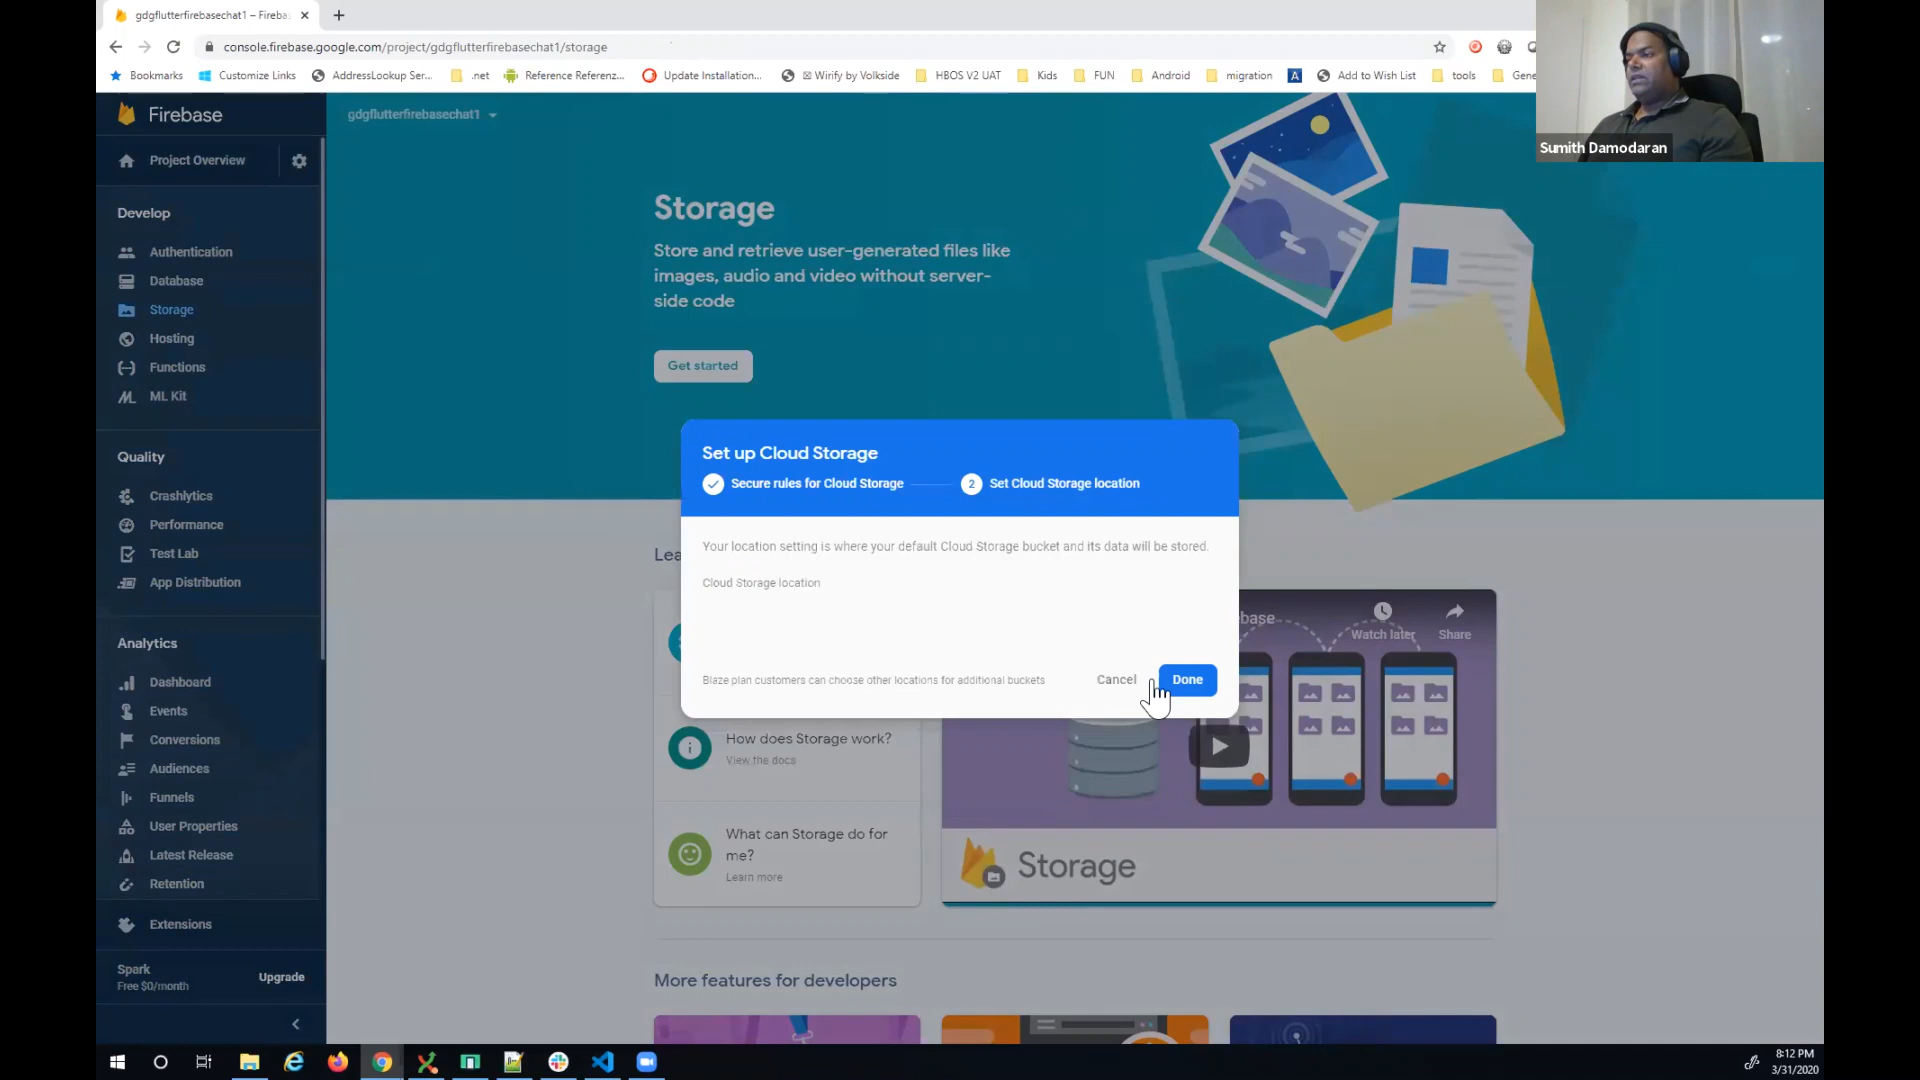 gdgflutterfirebasechat1 – Fireba
console.firebase.google.com/project/gdgflutterfirebasechat1/storage
Bookmarks
Customize Links
AddressLookup Ser...
.net
Reference Referenz...
Update Installation...
Wirify by Volkside
HBOS V2 UAT
Kids
FUN
Android
migration
A
Add to Wish List
tools
Gene
Sumith Damodaran
Firebase
gdgflutterfirebasechat1
Project Overview
Develop
Authentication
Database
Storage
Hosting
Functions
ML Kit
Quality
Crashlytics
Performance
Test Lab
App Distribution
Analytics
Dashboard
Events
Conversions
Audiences
Funnels
User Properties
Latest Release
Retention
Extensions
Spark
Free $0/month
Upgrade
Storage
Store and retrieve user-generated files like
images, audio and video without server-
side code
Get started
Set up Cloud Storage
Secure rules for Cloud Storage
2
Set Cloud Storage location
Your location setting is where your default Cloud Storage bucket and its data will be stored.
Cloud Storage location
Blaze plan customers can choose other locations for additional buckets
Cancel
Done
Lea
base
Watch later
Share
How does Storage work?
View the docs
What can Storage do for
me?
Learn more
Storage
More features for developers
8:12 PM
3/31/2020